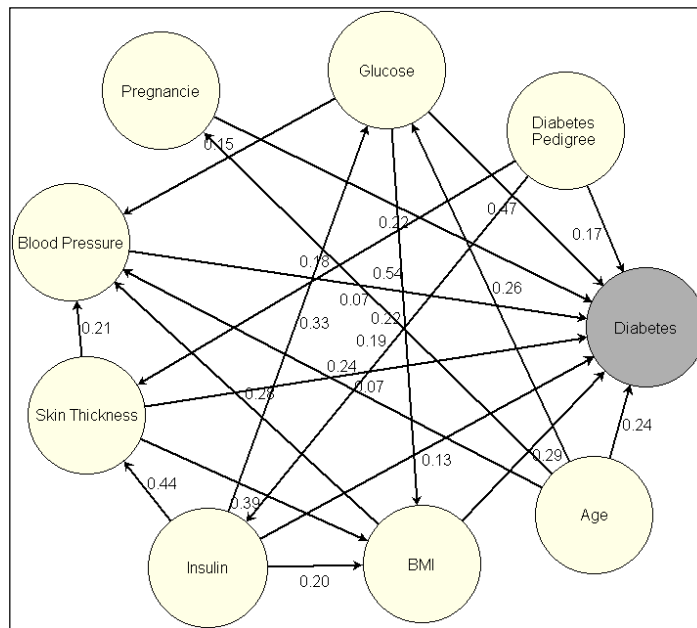 Glucose
Pregnancie
Diabetes
Pedigree
0.15
0.22
0.47
0.17
Blood Pressure
0.18
0.54
0.26
0.07
0.22
0.33
Diabetes
0.21
0.19
0.24
0.07
0.28
Skin Thickness
0.24
0.13
0.29
0.44
0.39
Age
Insulin
BMI
0.20